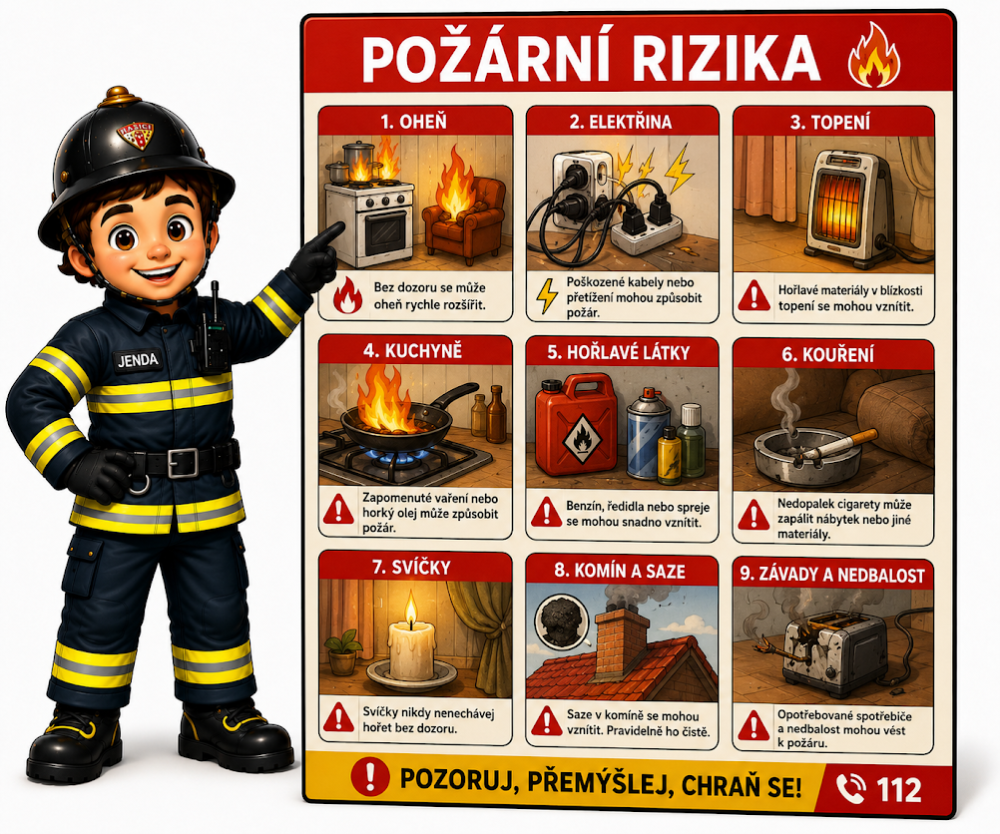 POŽÁRNÍ RIZIKA
HASIČI
JENDA
1. OHEŇ
Bez dozoru se může
oheň rychle rozšířit.
2. ELEKTŘINA
Poškozené kabely nebo
přetížení mohou způsobit
požár.
3. TOPENÍ
Hořlavé materiály v blízkosti
topení se mohou vznítit.
4. KUCHYNĚ
Zapomenuté vaření nebo
horký olej může způsobit
požár.
5. HOŘLAVÉ LÁTKY
Benzín, ředidla nebo spreje
se mohou snadno vznítit.
6. KOUŘENÍ
Nedopalek cigarety může
zapálit nábytek nebo jiné
materiály.
7. SVÍČKY
Svíčky nikdy nenechávej
hořet bez dozoru.
8. KOMÍN A SAZE
Saze v komíně se mohou
vznítit. Pravidelně ho čistě.
9. ZÁVADY A NEDBALOST
Opotřebované spotřebiče
a nedbalost mohou vést
k požáru.
POZORUJ, PŘEMÝŠLEJ, CHRAŇ SE!
112